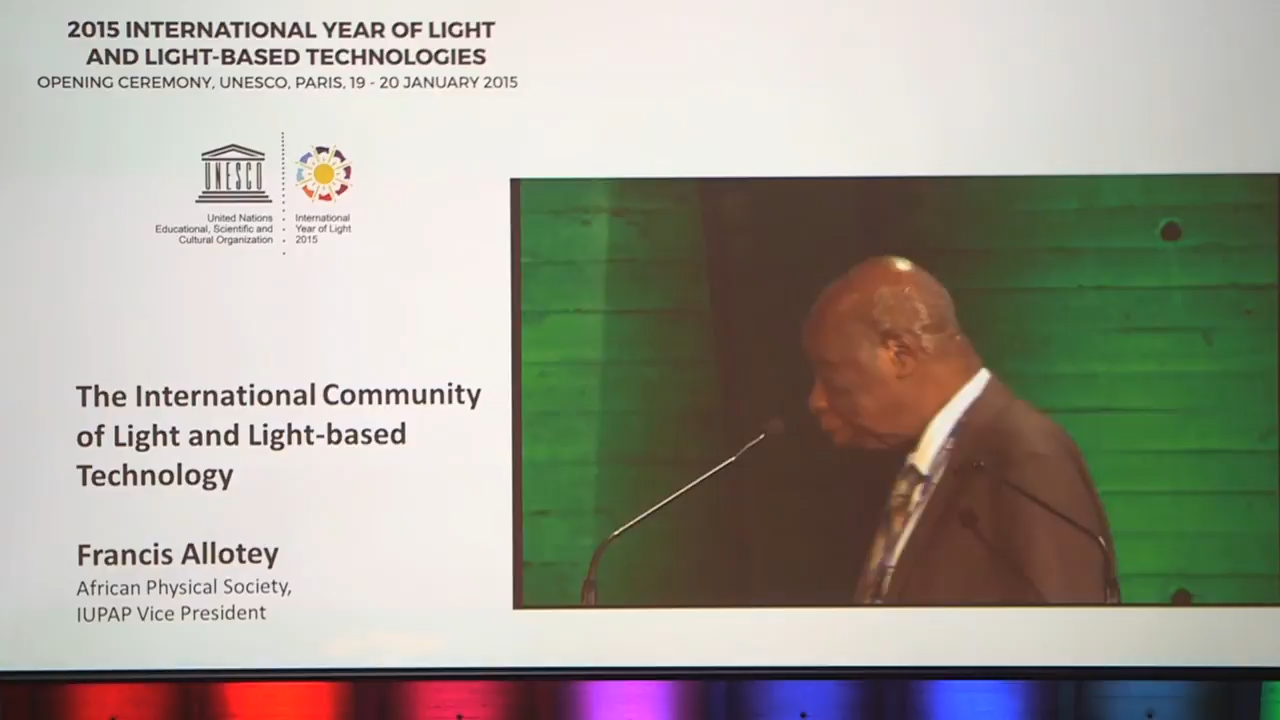 2015 INTERNATIONAL YEAR OF LIGHT
AND LIGHT-BASED TECHNOLOGIES
OPENING CEREMONY, UNESCO, PARIS, 19 - 20 JANUARY 2015
UNESCO
United Nations
Educational, Scientific and
Cultural Organization
International
Year of Light
2015
The International Community
of Light and Light-based
Technology
Francis Allotey
African Physical Society,
IUPAP Vice President